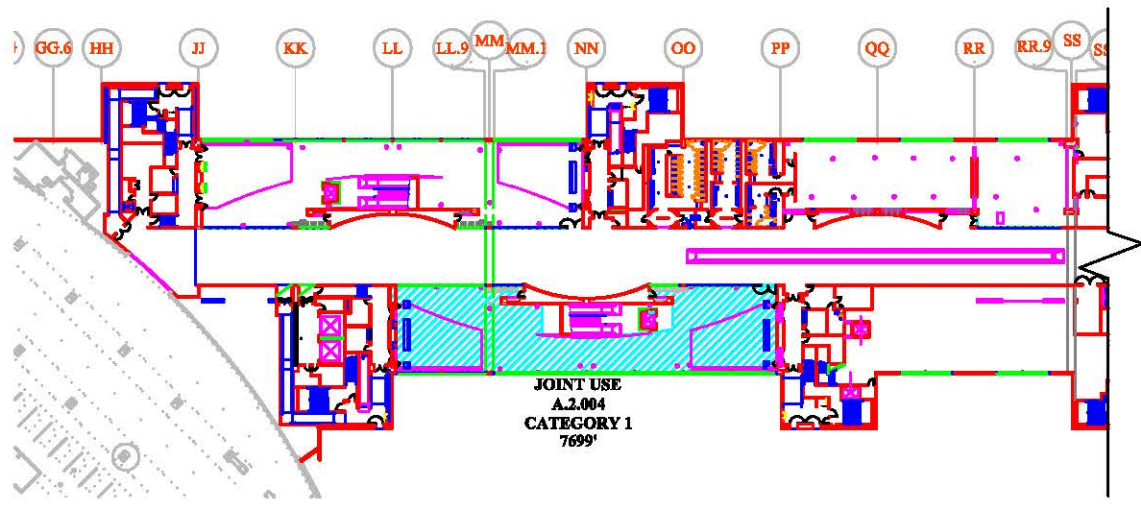 GG.6 HH JJ KK LL LL.9 MM MM.1 NN OO PP QQ RR RR.9 SS
JOINT USE
A.2.004
CATEGORY 1
7699'